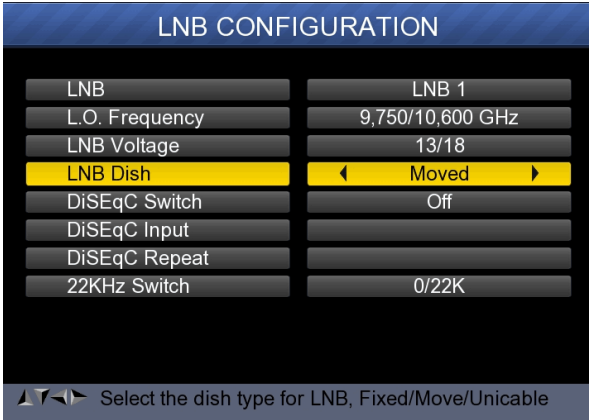 LNB CONFIGURATION
LNB LNB 1
L.O. Frequency 9,750/10,600 GHz
LNB Voltage 13/18
LNB Dish Moved
DiSEqC Switch Off
DiSEqC Input
DiSEqC Repeat
22KHz Switch 0/22K
Select the dish type for LNB, Fixed/Move/Unicable